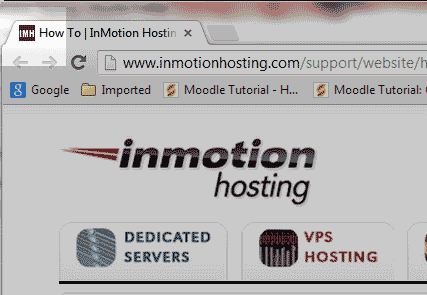 IMH How To | InMotion Hostin
www.inmotionhosting.com/support/website/h
Google Imported Moodle Tutorial - H... Moodle Tutorial:
inmotion
hosting
DEDICATED
SERVERS
VPS
HOSTING